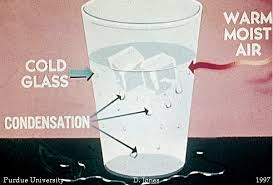 WARM
MOIST
AIR
COLD
GLASS
CONDENSATION
Purdue University
D. Jones
1997